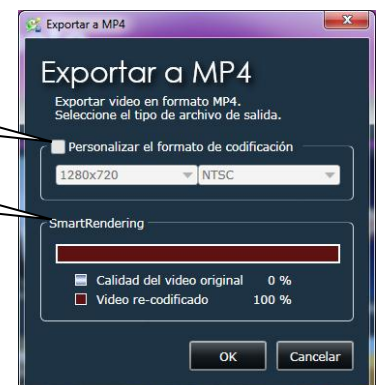 Exportar a MP4
Exportar a MP4
Exportar video en formato MP4.
Seleccione el tipo de archivo de salida.
Personalizar el formato de codificación
1280x720 NTSC
SmartRendering
Calidad del video original 0 %
Video re-codificado 100 %
OK Cancelar